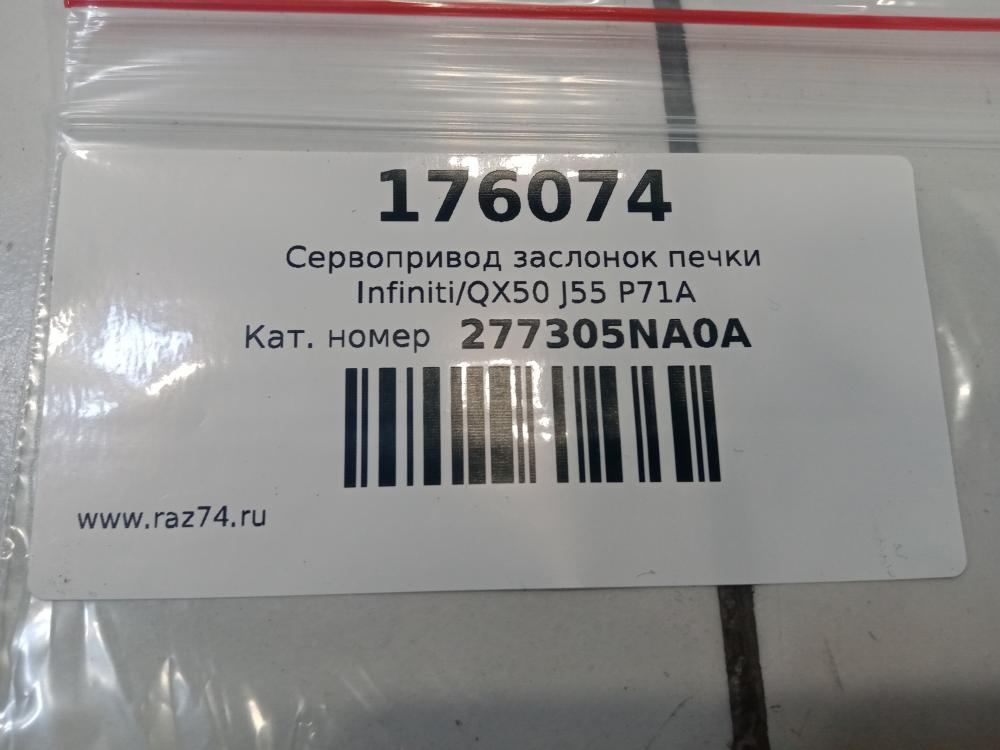 176074
Сервопривод заслонок печки
Infiniti/QX50 J55 P71A
Кат. номер 277305NA0A
www.raz74.ru